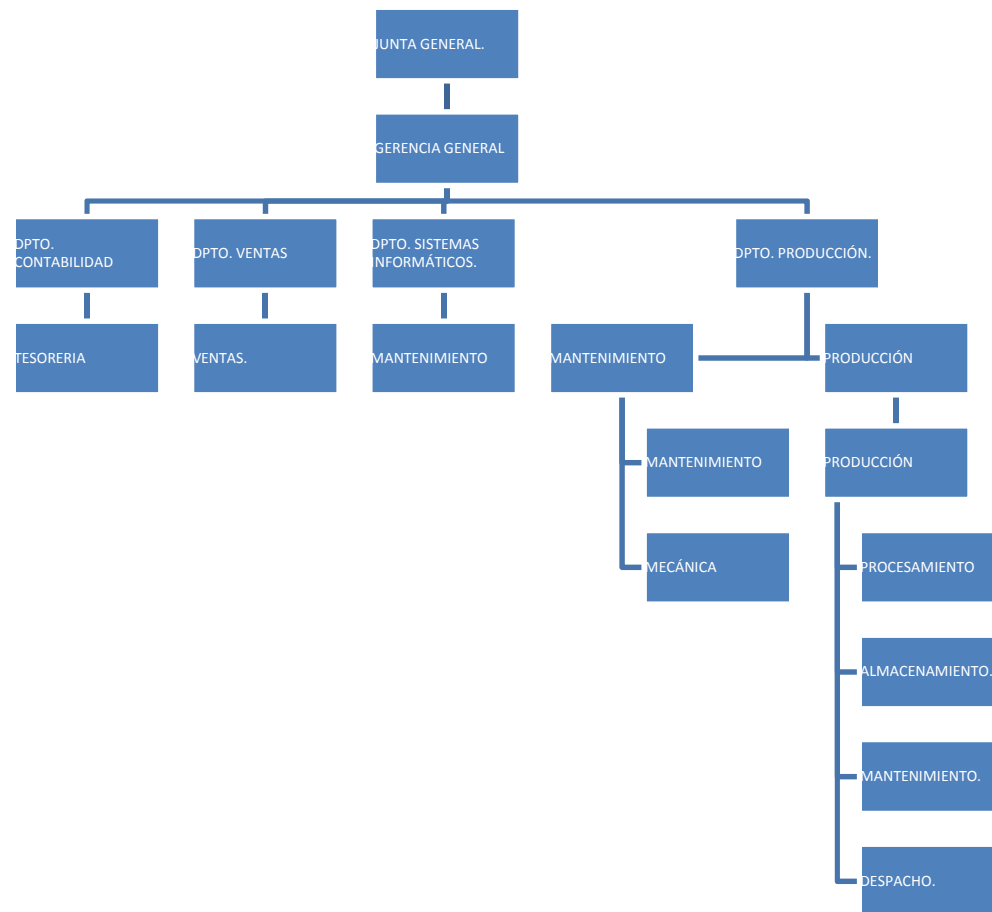 JUNTA GENERAL.
GERENCIA GENERAL
DPTO.
CONTABILIDAD
DPTO. VENTAS
DPTO. SISTEMAS
INFORMÁTICOS.
DPTO. PRODUCCIÓN.
TESORERIA
VENTAS.
MANTENIMIENTO
MANTENIMIENTO
PRODUCCIÓN
MANTENIMIENTO
PRODUCCIÓN
MECÁNICA
PROCESAMIENTO
ALMACENAMIENTO.
MANTENIMIENTO.
DESPACHO.